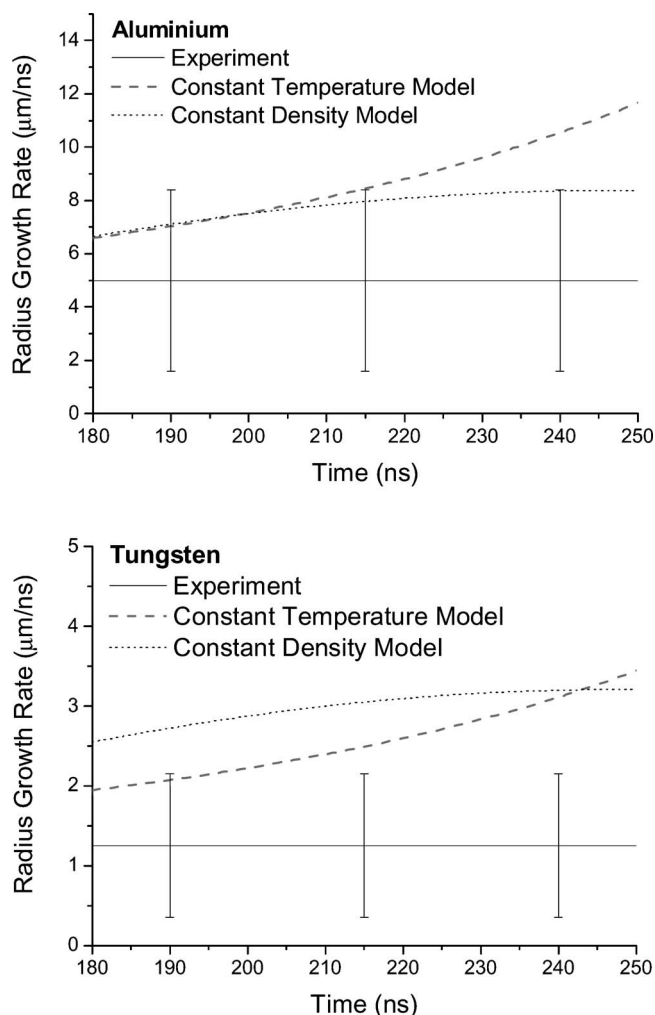 Aluminium
Experiment
Constant Temperature Model
Constant Density Model
Radius Growth Rate (μm/ns)
14
12
10
8
6
4
2
0
180 190 200 210 220 230 240 250
Time (ns)
Tungsten
Experiment
Constant Temperature Model
Constant Density Model
Radius Growth Rate (μm/ns)
5
4
3
2
1
0
180 190 200 210 220 230 240 250
Time (ns)